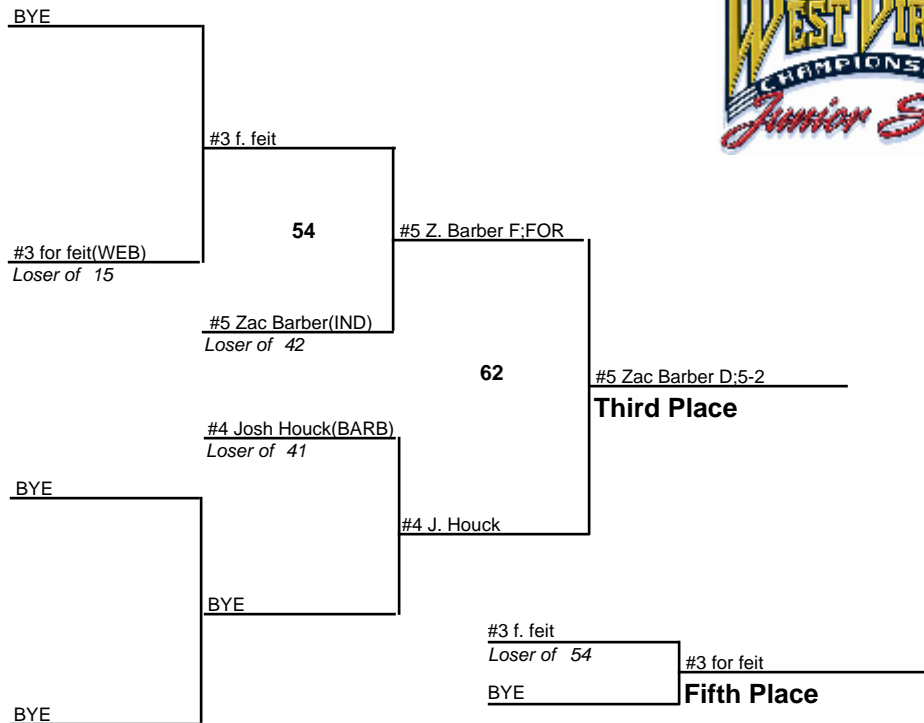 BYE
WEST VIR
CHAMPIONS
Junior S
#3 f. feit
54
#5 Z. Barber F;FOR
#3 for feit(WEB)
Loser of 15
#5 Zac Barber(IND)
Loser of 42
62
#5 Zac Barber D;5-2
Third Place
#4 Josh Houck(BARB)
Loser of 41
BYE
#4 J. Houck
BYE
#3 f. feit
Loser of 54
#3 for feit
BYE
Fifth Place
BYE